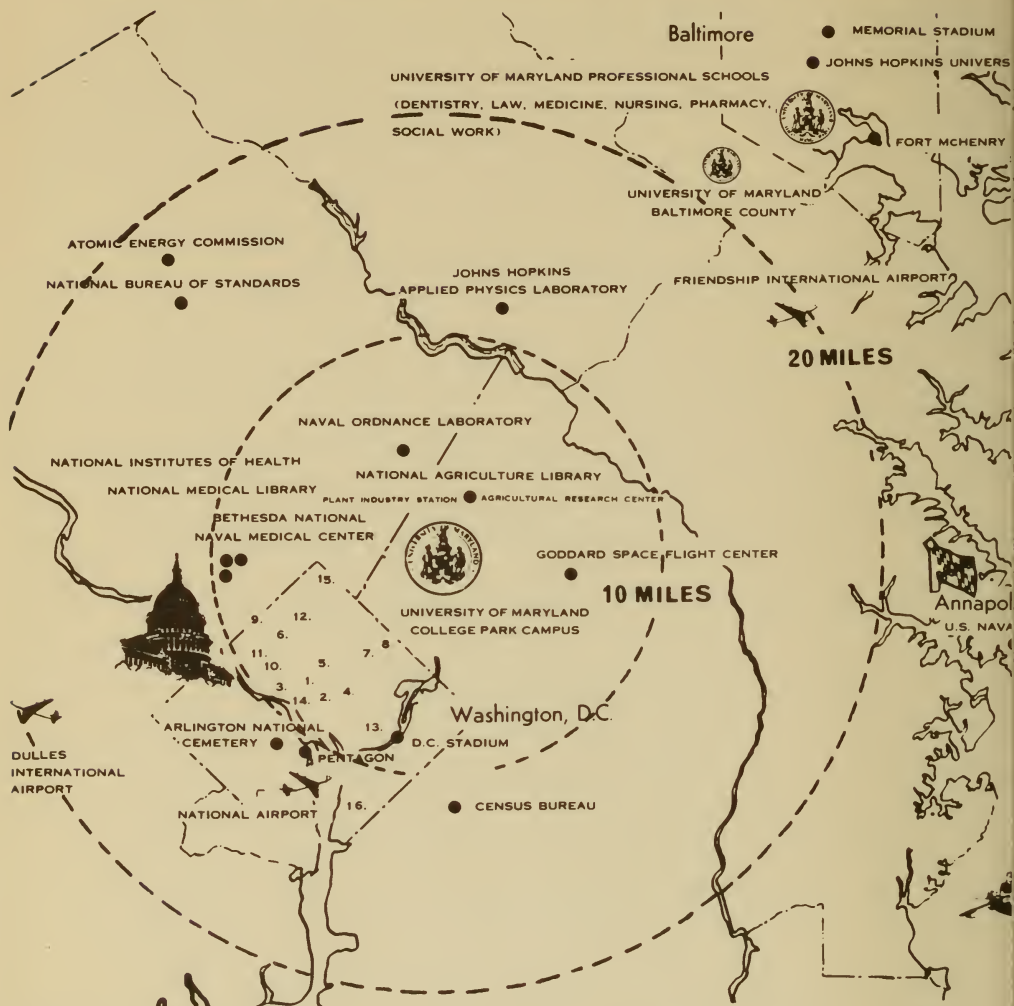 Baltimore
MEMORIAL STADIUM
JOHNS HOPKINS UNIVERS
UNIVERSITY OF MARYLAND PROFESSIONAL SCHOOLS
(DENTISTRY, LAW, MEDICINE, NURSING, PHARMACY,
SOCIAL WORK)
FORT MCHENRY
UNIVERSITY OF MARYLAND
BALTIMORE COUNTY
ATOMIC ENERGY COMMISSION
NATIONAL BUREAU OF STANDARDS
JOHNS HOPKINS
APPLIED PHYSICS LABORATORY
FRIENDSHIP INTERNATIONAL AIRPORT
20 MILES
NAVAL ORDNANCE LABORATORY
NATIONAL INSTITUTES OF HEALTH
NATIONAL MEDICAL LIBRARY
NATIONAL AGRICULTURE LIBRARY
PLANT INDUSTRY STATION
AGRICULTURAL RESEARCH CENTER
BETHESDA NATIONAL
NAVAL MEDICAL CENTER
GODDARD SPACE FLIGHT CENTER
10 MILES
UNIVERSITY OF MARYLAND
COLLEGE PARK CAMPUS
Annapol
U.S. NAVA
15.
9.
12.
6.
11.
10.
5.
7.
8
3.
1.
14.
2.
4.
13.
Washington, D.C.
ARLINGTON NATIONAL
CEMETERY
PENTAGON
D.C. STADIUM
DULLES
INTERNATIONAL
AIRPORT
NATIONAL AIRPORT
16.
CENSUS BUREAU